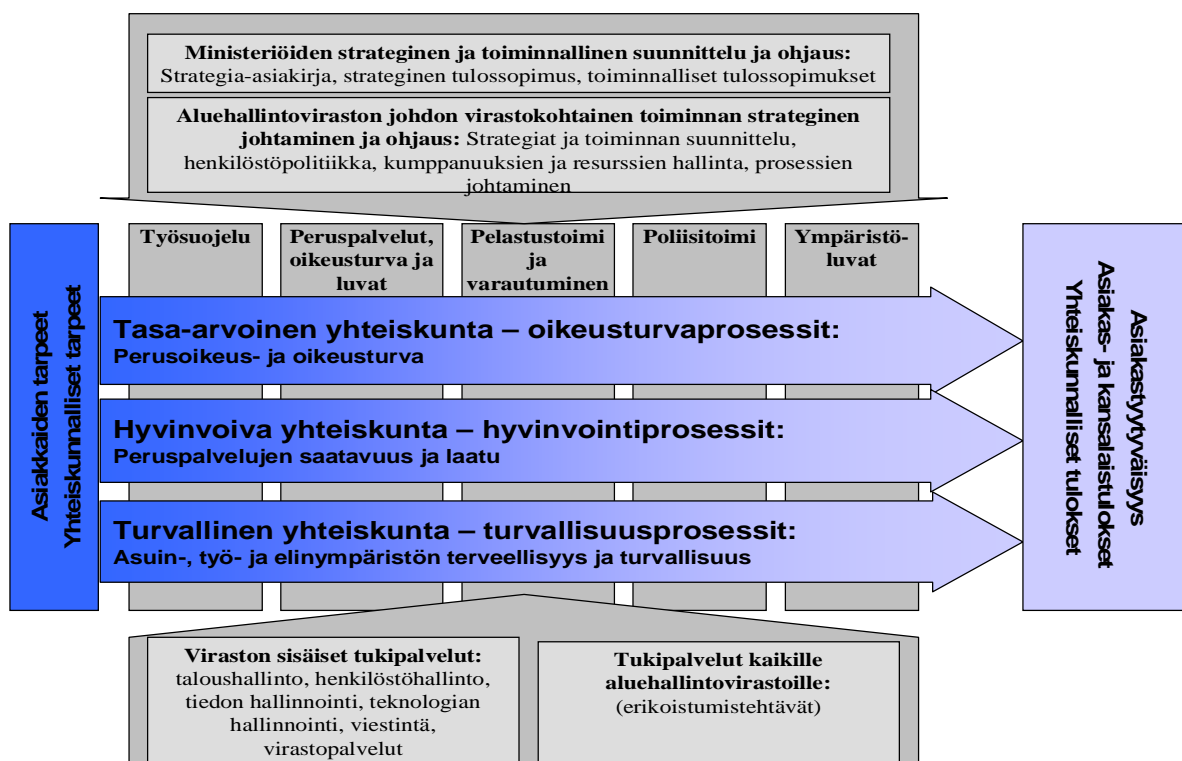 Ministeriöiden strateginen ja toiminnallinen suunnittelu ja ohjaus:
Strategia-asiakirja, strateginen tulossopimus, toiminnalliset tulossopimukset
Aluehallintoviraston johdon virastokohtainen toiminnan strateginen
johtaminen ja ohjaus: Strategiat ja toiminnan suunnittelu,
henkilöstöpolitiikka, kumppanuuksien ja resurssien hallinta, prosessien
johtaminen
Asiakkaiden tarpeet
Yhteiskunnalliset tarpeet
Työsuojelu
Peruspalvelut,
oikeusturva ja
luvat
Pelastustoimi
ja
varautuminen
Poliisitoimi
Ympäristö-
luvat
Tasa-arvoinen yhteiskunta – oikeusturvaprosessit:
Perusoikeus- ja oikeusturva
Hyvinvoiva yhteiskunta – hyvinvointiprosessit:
Peruspalvelujen saatavuus ja laatu
Turvallinen yhteiskunta – turvallisuusprosessit:
Asuin-, työ- ja elinympäristön terveellisyys ja turvallisuus
Asiakastyytyväisyys
Asiakas- ja kansalaistulokset
Yhteiskunnalliset tulokset
Viraston sisäiset tukipalvelut:
taloushallinto, henkilöstöhallinto,
tiedon hallinnointi, teknologian
hallinnointi, viestintä,
virastopalvelut
Tukipalvelut kaikille
aluehallintovirastoille:
(erikoistumistehtävät)